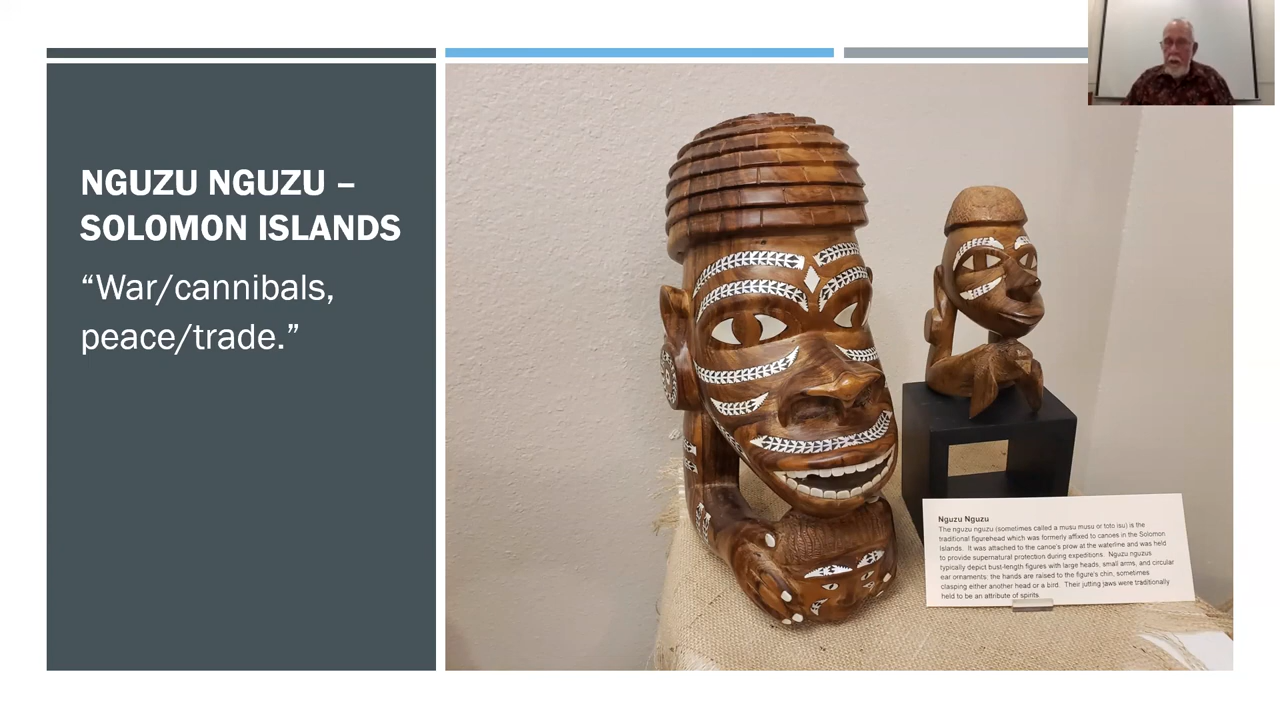 NGUZU NGUZU –
SOLOMON ISLANDS
“War/cannibals,
peace/trade.”
Nguzu Nguzu
The nguzu nguzu (sometimes called a musu musu or toto isu) is the
traditional figurehead which was formerly affixed to canoes in the Solomon
Islands. It was attached to the canoe's prow at the waterline and was held
to provide supernatural protection during expeditions. Nguzu nguzus
typically depict bust-length figures with large heads, small arms, and circular
ear ornaments: the hands are raised to the figure's chin, sometimes
clasping either another head or a bird. Their jutting jaws were traditionally
held to be an attribute of spirits.